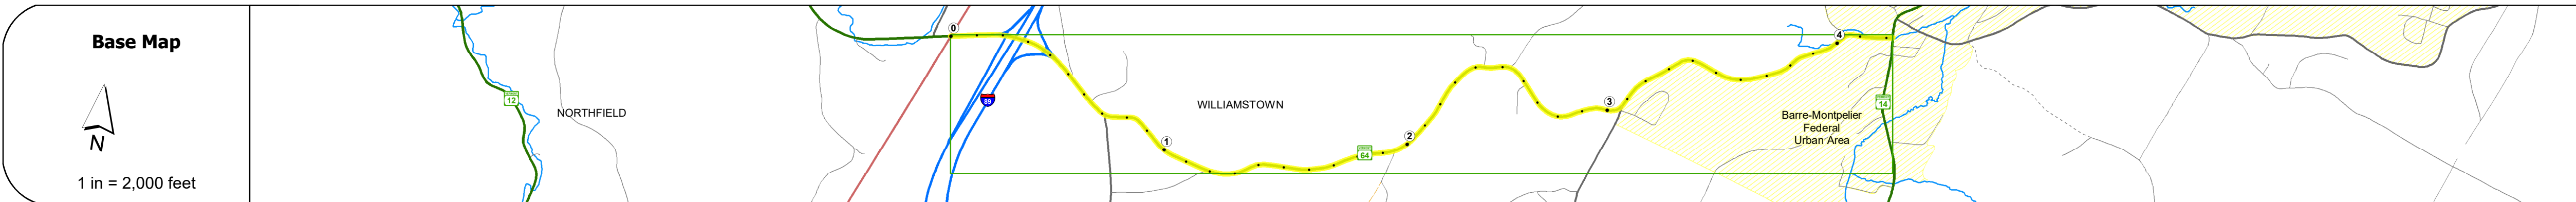 Base Map
N
1 in = 2,000 feet
12
NORTHFIELD
0
89
WILLIAMSTOWN
1
64
2
3
4
14
Barre-Montpelier
Federal
Urban Area